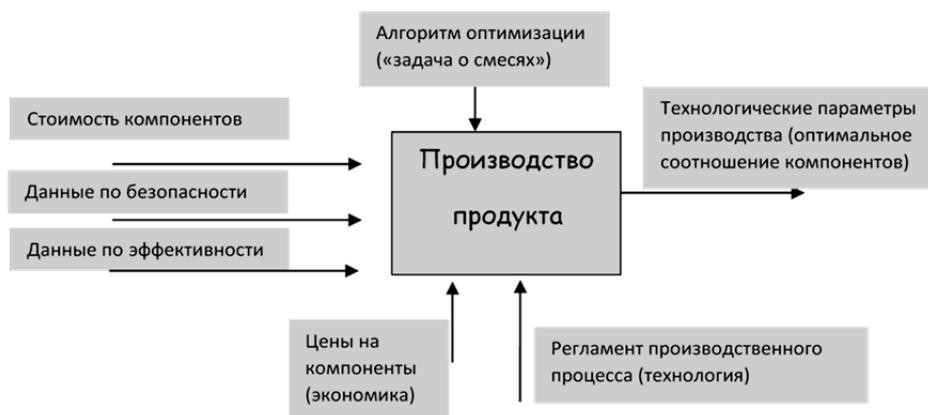 Алгоритм оптимизации
(«задача о смесях»)
Стоимость компонентов
Данные по безопасности
Данные по эффективности
Производство
продукта
Технологические параметры
производства (оптимальное
соотношение компонентов)
Цены на
компоненты
(экономика)
Регламент производственного
процесса (технология)